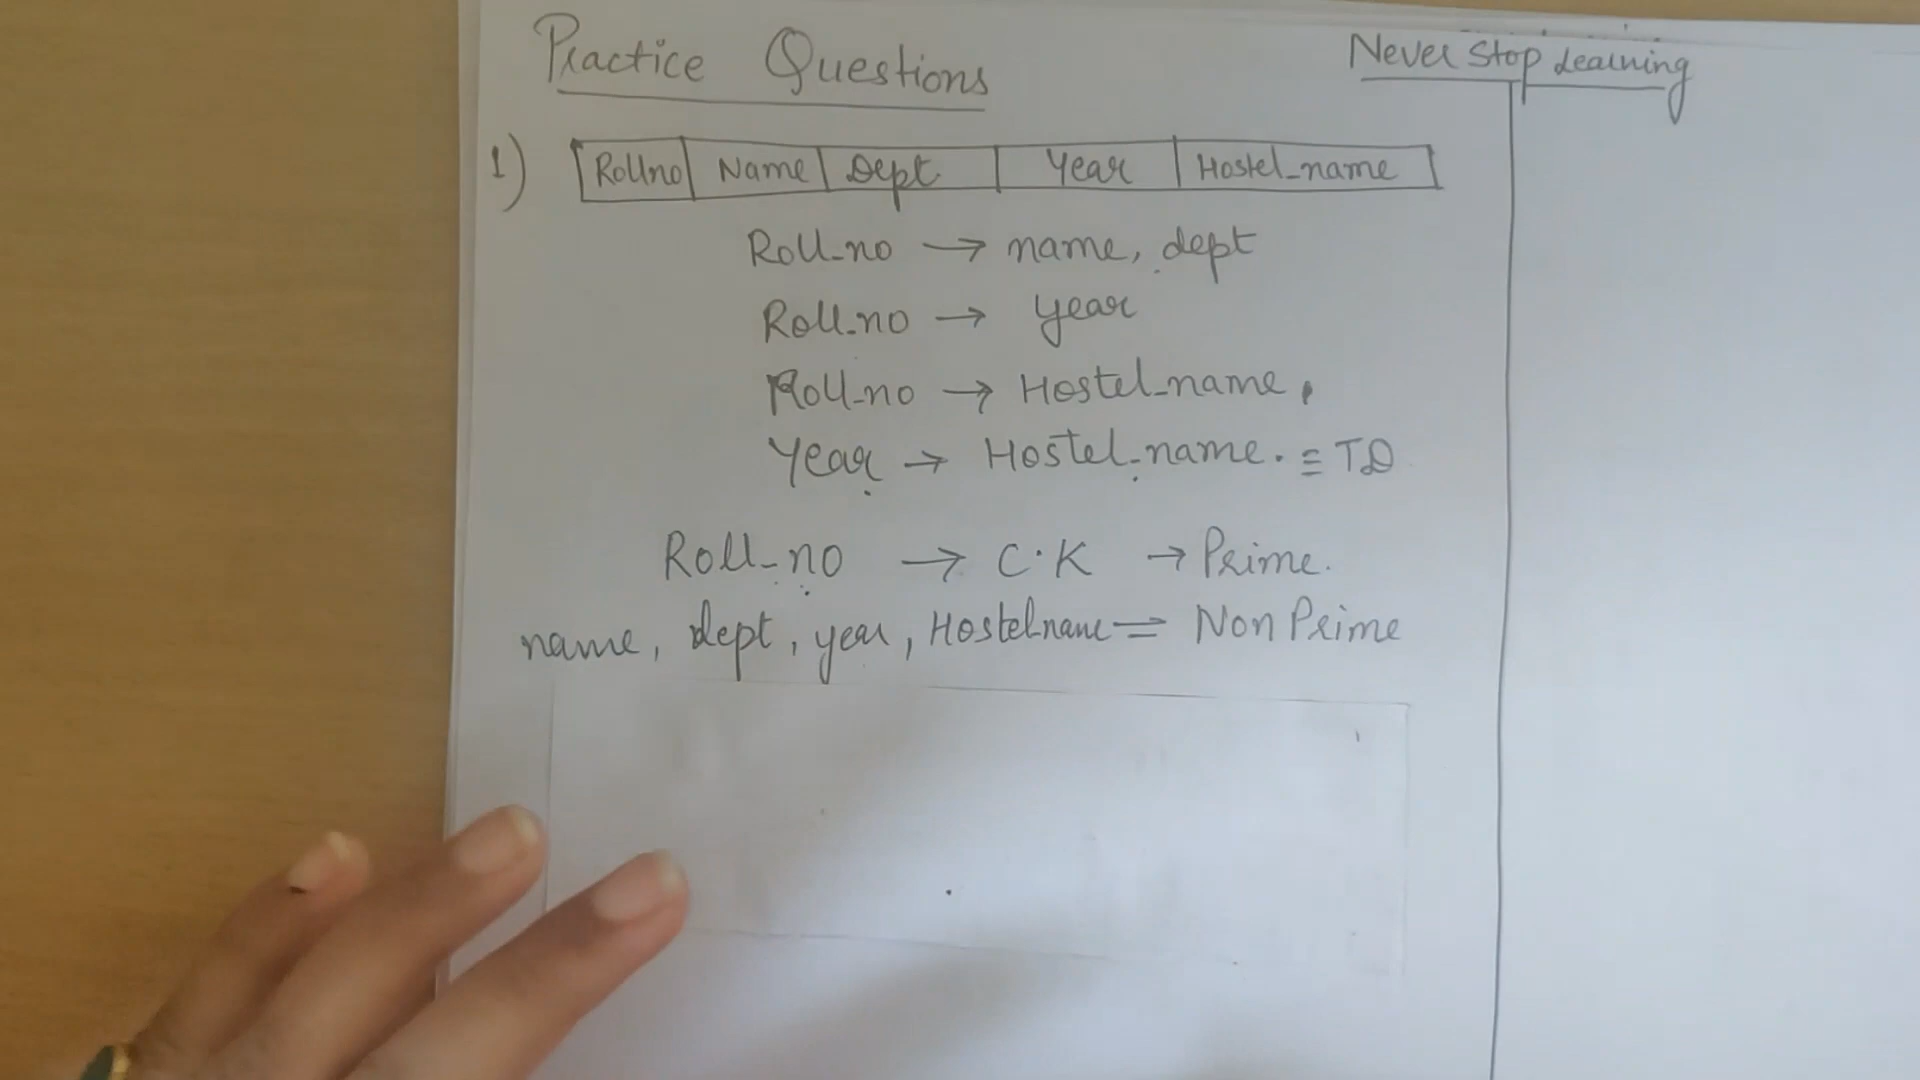 Practice Questions
Never Stop Learning
1) Rollno Name Dept Year Hostel_name
Roll_no → name, dept
Roll_no → year
Roll_no → Hostel_name.
Year → Hostel_name. ≡ TD
Roll_no → C.K → Prime.
name, dept, year, Hostelname = Non Prime